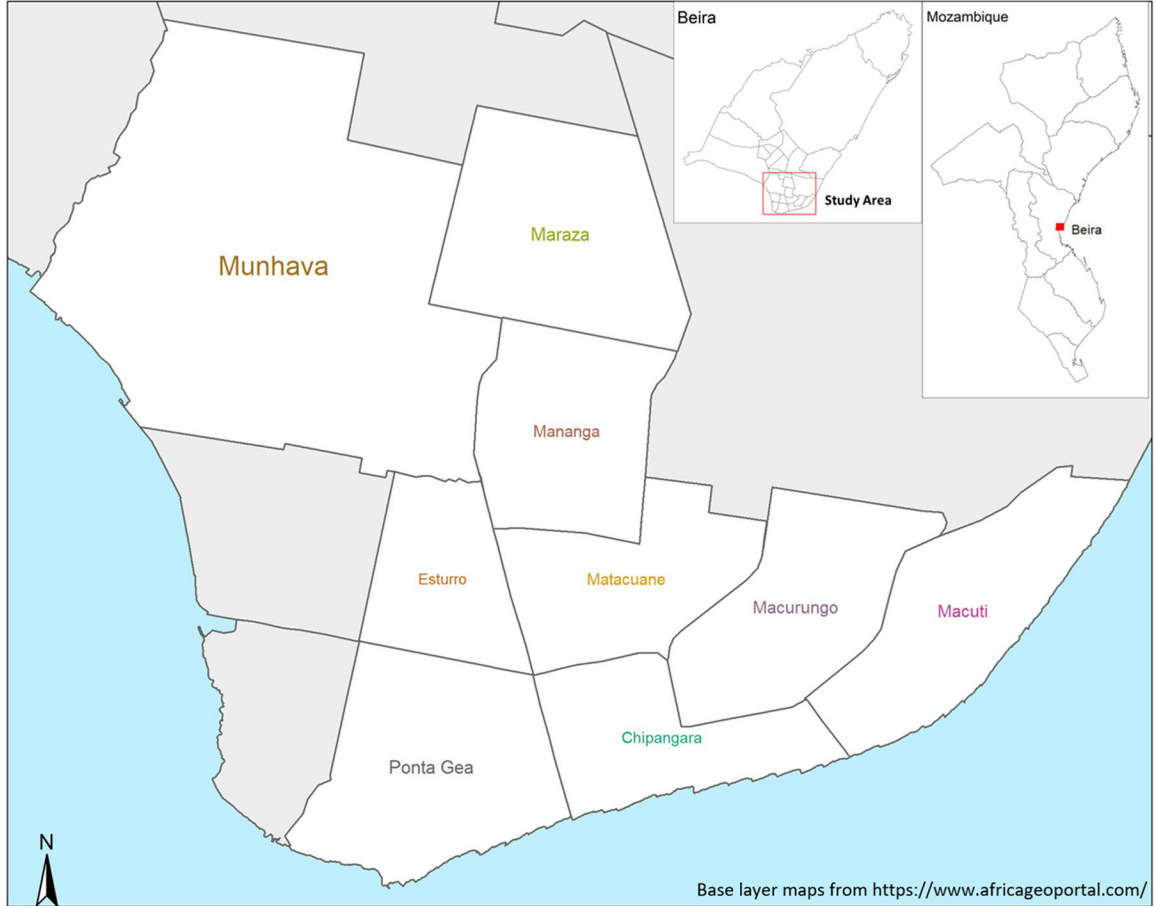 Beira
Mozambique
Study Area
Beira
Maraza
Munhava
Mananga
Esturro
Matacuane
Macurungo
Macuti
Chipangara
Ponta Gea
N
Base layer maps from https://www.africageoportal.com/